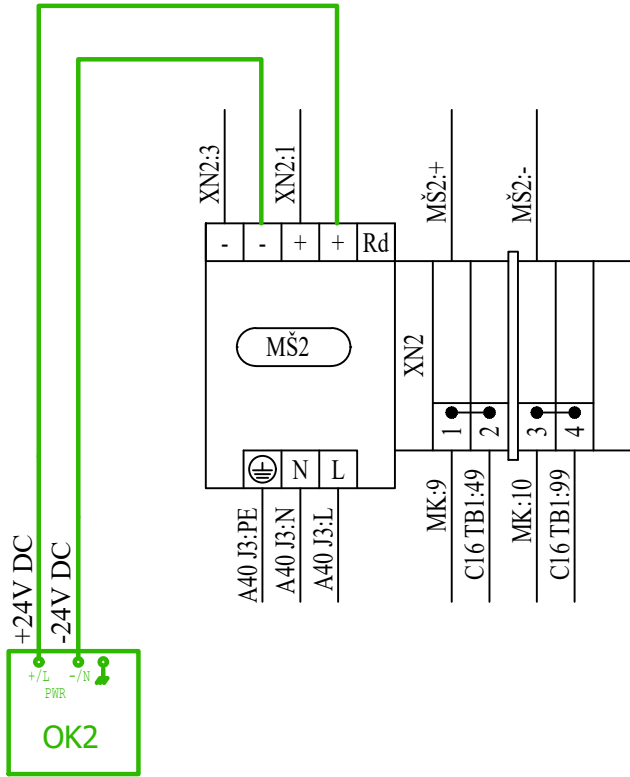 XN2:3
XN2:1
MŠ2:+
MŠ2:-
- - + + Rd
MŠ2
XN2
1 2 3 4
N L
A40 J3:PE
A40 J3:N
A40 J3:L
MK:9
C16 TB1:49
MK:10
C16 TB1:99
+24V DC
-24V DC
+/L -/N
PWR
OK2